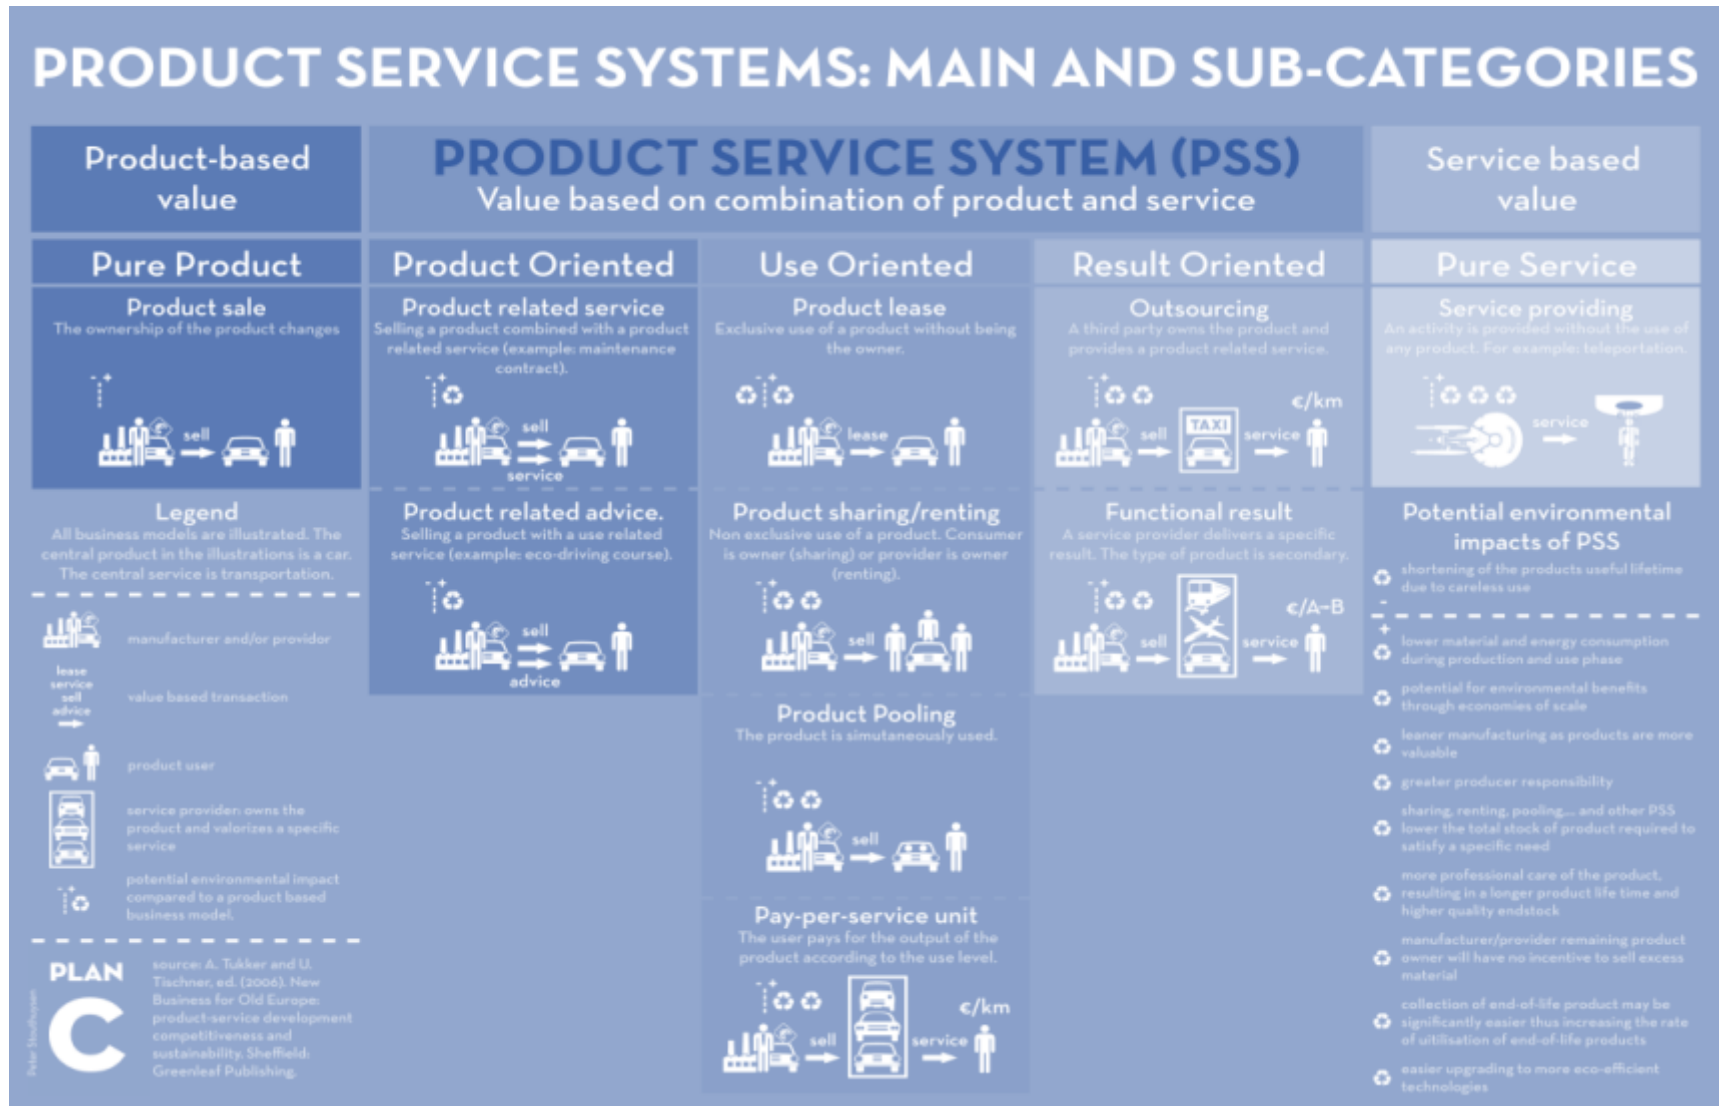 PRODUCT SERVICE SYSTEMS: MAIN AND SUB-CATEGORIES
Product-based
value
PRODUCT SERVICE SYSTEM (PSS)
Value based on combination of product and service
Service based
value
Pure Product
Product sale
The ownership of the product changes
- +
sell
Product Oriented
Product related service
Selling a product combined with a product
related service (example: maintenance
contract).
- +
sell
service
Product related advice.
Selling a product with a use related
service (example: eco-driving course).
- +
sell
advice
Use Oriented
Product lease
Exclusive use of a product without being
the owner.
- +
lease
Product sharing/renting
Non exclusive use of a product. Consumer
is owner (sharing) or provider is owner
(renting).
- +
sell
Product Pooling
The product is simutaneously used.
- +
sell
Pay-per-service unit
The user pays for the output of the
product according to the use level.
- +
€/km
sell
service
Result Oriented
Outsourcing
A third party owns the product and
provides a product related service.
- +
€/km
sell
TAXI
service
Functional result
A service provider delivers a specific
result. The type of product is secondary.
- +
€/A-B
sell
service
Pure Service
Service providing
An activity is provided without the use of
any product. For example: teleportation.
- +
service
Legend
All business models are illustrated. The
central product in the illustrations is a car.
The central service is transportation.
manufacturer and/or providor
lease
service
sell
advice
value based transaction
product user
service provider: owns the
product and valorizes a specific
service
- +
potential environmental impact
compared to a product based
business model.
PLAN
C
source: A. Tukker and U.
Tischner, ed. (2006). New
Business for Old Europe:
product-service development
competitiveness and
sustainability. Sheffield:
Greenleaf Publishing.
Peter Stouthuysen
Potential environmental
impacts of PSS
shortening of the products useful lifetime
due to careless use
-
+
lower material and energy consumption
during production and use phase
potential for environmental benefits
through economies of scale
leaner manufacturing as products are more
valuable
greater producer responsibility
sharing, renting, pooling... and other PSS
lower the total stock of product required to
satisfy a specific need
more professional care of the product,
resulting in a longer product life time and
higher quality endstock
manufacturer/provider remaining product
owner will have no incentive to sell excess
material
collection of end-of-life product may be
significantly easier thus increasing the rate
of uitilisation of end-of-life products
easier upgrading to more eco-efficient
technologies